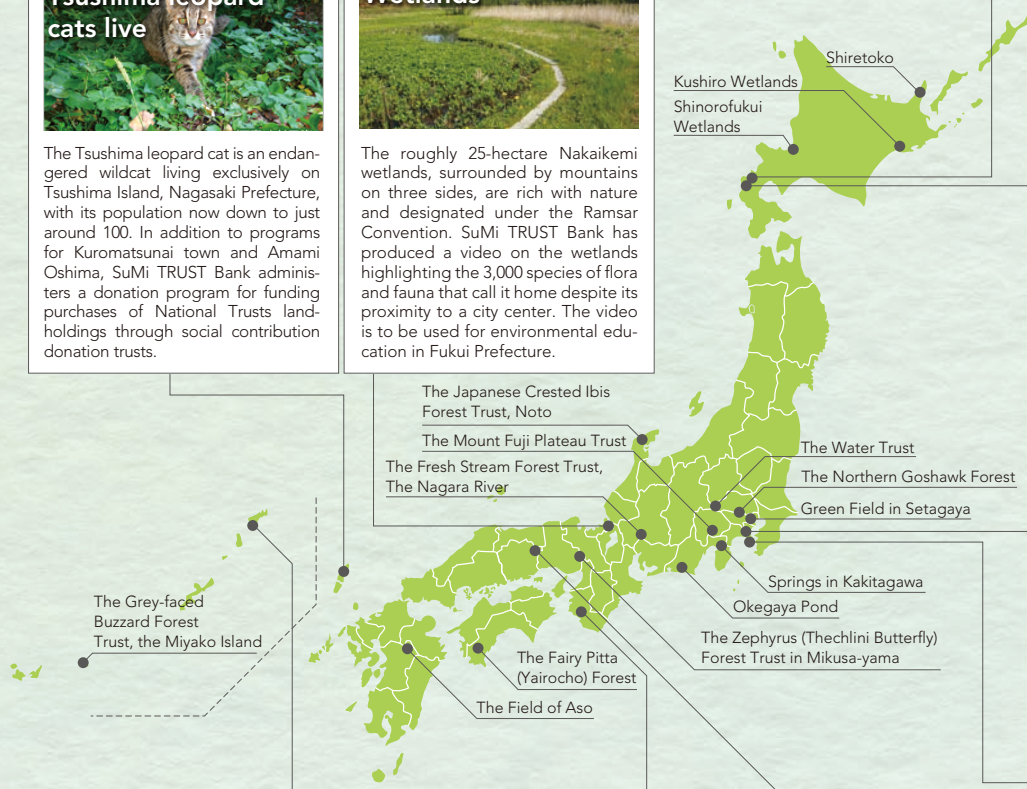 Tsushima leopard
cats live
The Tsushima leopard cat is an endan-
gered wildcat living exclusively on
Tsushima Island, Nagasaki Prefecture,
with its population now down to just
around 100. In addition to programs
for Kuromatsunai town and Amami
Oshima, SuMi TRUST Bank adminis-
ters a donation program for funding
purchases of National Trusts land-
holdings through social contribution
donation trusts.
Wetlands
The roughly 25-hectare Nakaikemi
wetlands, surrounded by mountains
on three sides, are rich with nature
and designated under the Ramsar
Convention. SuMi TRUST Bank has
produced a video on the wetlands
highlighting the 3,000 species of flora
and fauna that call it home despite its
proximity to a city center. The video
is to be used for environmental edu-
cation in Fukui Prefecture.
Shiretoko
Kushiro Wetlands
Shinorofukui
Wetlands
The Japanese Crested Ibis
Forest Trust, Noto
The Mount Fuji Plateau Trust
The Fresh Stream Forest Trust,
The Nagara River
The Water Trust
The Northern Goshawk Forest
Green Field in Setagaya
Springs in Kakitagawa
Okegaya Pond
The Zephyrus (Thechlini Butterfly)
Forest Trust in Mikusa-yama
The Fairy Pitta
(Yairocho) Forest
The Field of Aso
The Grey-faced
Buzzard Forest
Trust, the Miyako Island